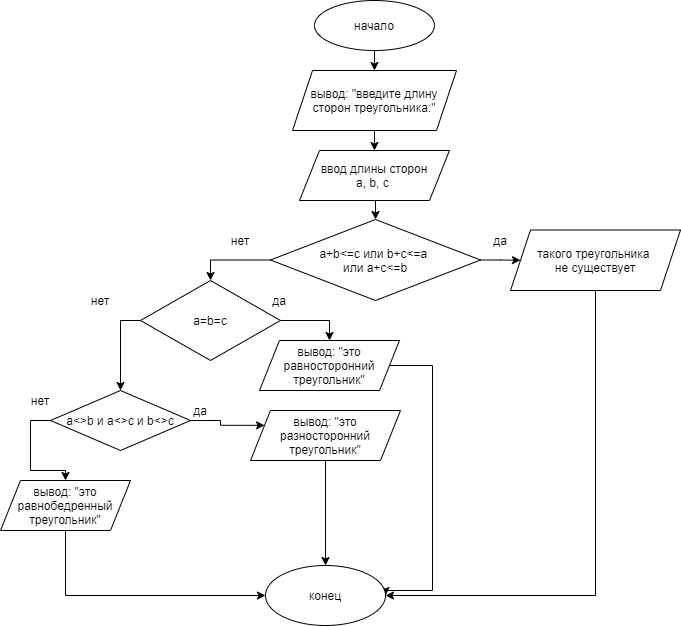 начало
вывод: "введите длину
сторон треугольника:"
ввод длины сторон
a, b, c
нет
a+b<=c или b+c<=a
или a+c<=b
да
такого треугольника
не существует
нет
a=b=c
да
вывод: "это
равносторонний
треугольник"
нет
a<>b и a<>c и b<>c
да
вывод: "это
разносторонний
треугольник"
вывод: "это
равнобедренный
треугольник"
конец